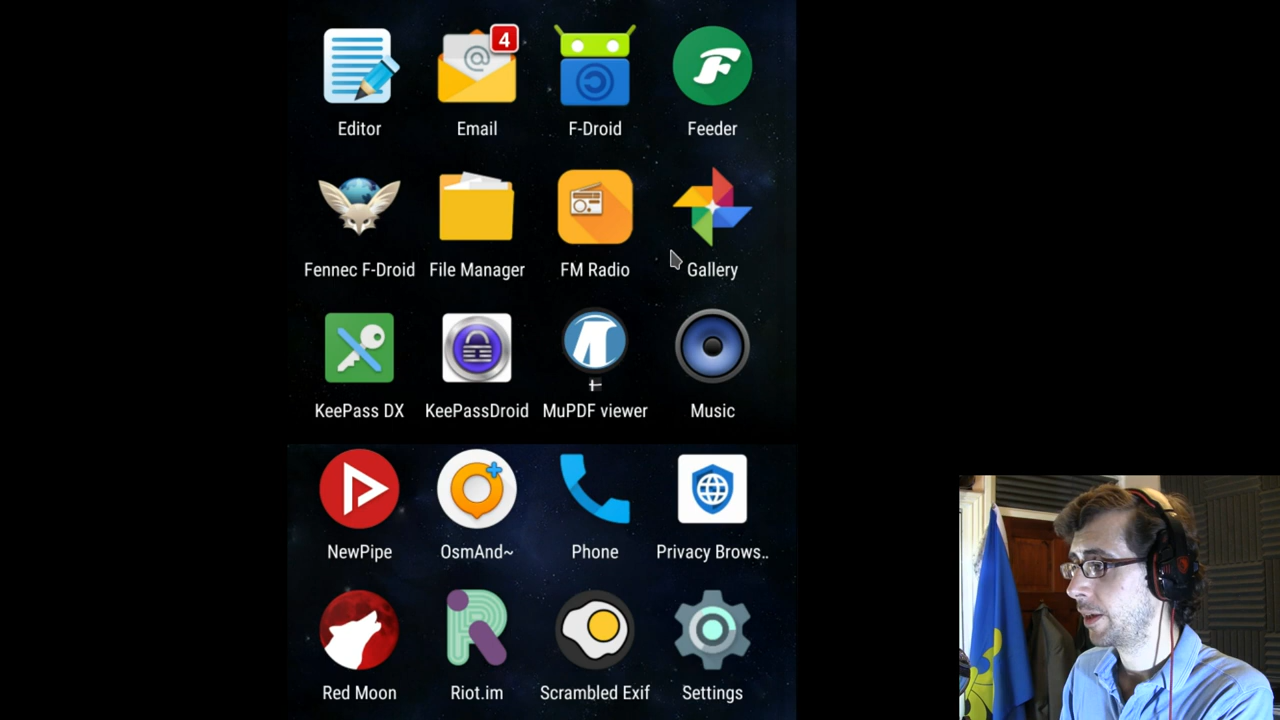 4
Editor
Email
F-Droid
Feeder
Fennec F-Droid
File Manager
FM Radio
Gallery
KeePass DX
KeePassDroid
MuPDF viewer
Music
NewPipe
OsmAnd~
Phone
Privacy Brows..
Red Moon
Riot.im
Scrambled Exif
Settings